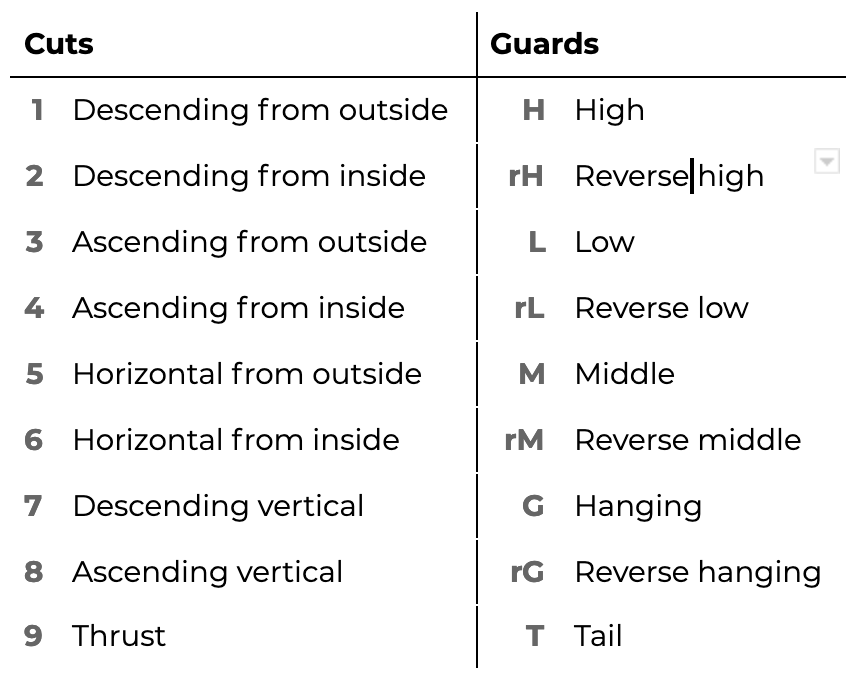 Cuts Guards
1 Descending from outside H High
2 Descending from inside rH Reverse high
3 Ascending from outside L Low
4 Ascending from inside rL Reverse low
5 Horizontal from outside M Middle
6 Horizontal from inside rM Reverse middle
7 Descending vertical G Hanging
8 Ascending vertical rG Reverse hanging
9 Thrust T Tail